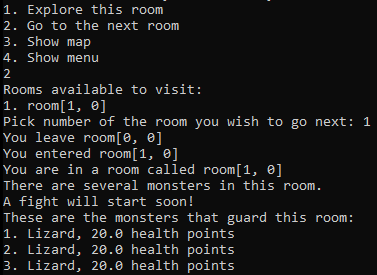 1. Explore this room
2. Go to the next room
3. Show map
4. Show menu
2
Rooms available to visit:
1. room[1, 0]
Pick number of the room you wish to go next: 1
You leave room[0, 0]
You entered room[1, 0]
You are in a room called room[1, 0]
There are several monsters in this room.
A fight will start soon!
These are the monsters that guard this room:
1. Lizard, 20.0 health points
2. Lizard, 20.0 health points
3. Lizard, 20.0 health points